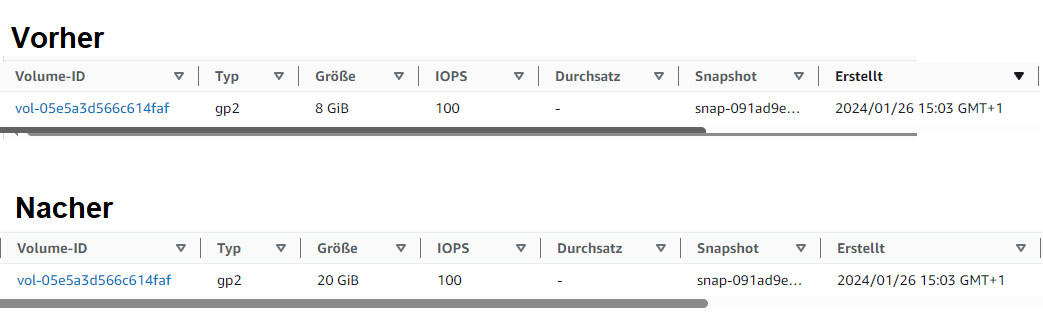 Vorher
Volume-ID Typ Größe IOPS Durchsatz Snapshot Erstellt
vol-05e5a3d566c614faf gp2 8 GiB 100 - snap-091ad9e... 2024/01/26 15:03 GMT+1
Nacher
Volume-ID Typ Größe IOPS Durchsatz Snapshot Erstellt
vol-05e5a3d566c614faf gp2 20 GiB 100 - snap-091ad9e... 2024/01/26 15:03 GMT+1